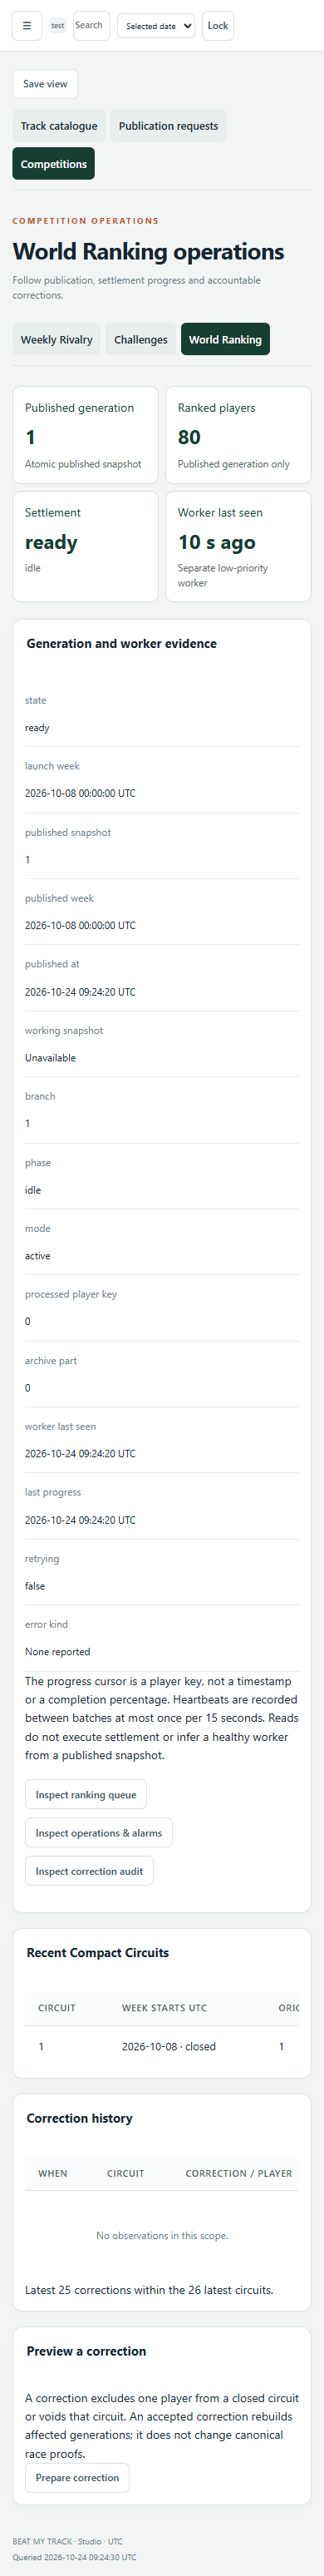 ☰ test Search Selected date Lock
Save view
Track catalogue Publication requests
Competitions
COMPETITION OPERATIONS
World Ranking operations
Follow publication, settlement progress and accountable
corrections.
Weekly Rivalry Challenges World Ranking
Published generation
1
Atomic published snapshot
Ranked players
80
Published generation only
Settlement
ready
idle
Worker last seen
10 s ago
Separate low-priority
worker
Generation and worker evidence
state
ready
launch week
2026-10-08 00:00:00 UTC
published snapshot
1
published week
2026-10-08 00:00:00 UTC
published at
2026-10-24 09:24:20 UTC
working snapshot
Unavailable
branch
1
phase
idle
mode
active
processed player key
0
archive part
0
worker last seen
2026-10-24 09:24:20 UTC
last progress
2026-10-24 09:24:20 UTC
retrying
false
error kind
None reported
The progress cursor is a player key, not a timestamp
or a completion percentage. Heartbeats are recorded
between batches at most once per 15 seconds. Reads
do not execute settlement or infer a healthy worker
from a published snapshot.
Inspect ranking queue
Inspect operations & alarms
Inspect correction audit
Recent Compact Circuits
CIRCUIT WEEK STARTS UTC
1 2026-10-08 · closed 1
Correction history
WHEN CIRCUIT CORRECTION / PLAYER
No observations in this scope.
Latest 25 corrections within the 26 latest circuits.
Preview a correction
A correction excludes one player from a closed circuit
or voids that circuit. An accepted correction rebuilds
affected generations; it does not change canonical
race proofs.
Prepare correction
BEAT MY TRACK · Studio · UTC
Queried 2026-10-24 09:24:30 UTC